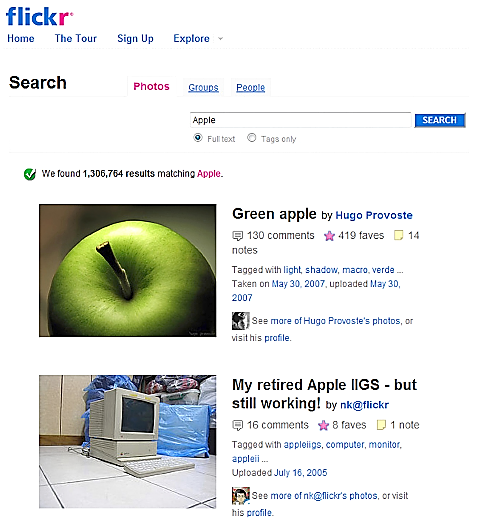 flickr
Home The Tour Sign Up Explore
Search Photos Groups People
Apple SEARCH
Full text Tags only
We found 1,306,764 results matching Apple.
Green apple by Hugo Provoste
130 comments 419 faves 14
notes
Tagged with light, shadow, macro, verde ...
Taken on May 30, 2007, uploaded May 30,
2007
See more of Hugo Provoste's photos, or
visit his profile.
My retired Apple IIGS - but
still working! by nk@flickr
16 comments 8 faves 1 note
Tagged with appleiigs, computer, monitor,
appleii ...
Uploaded July 16, 2005
See more of nk@flickr's photos, or visit
his profile.